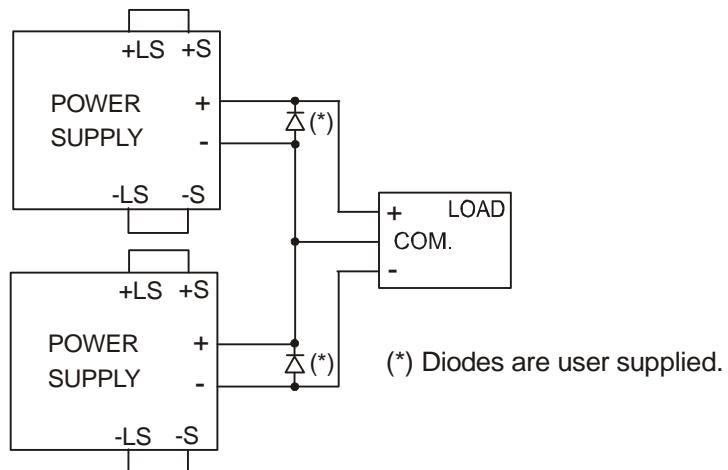 +LS +S
POWER SUPPLY
+
-
-LS -S
(*)
+ LOAD
COM.
-
+LS +S
POWER SUPPLY
+
-
-LS -S
(*)
(*) Diodes are user supplied.